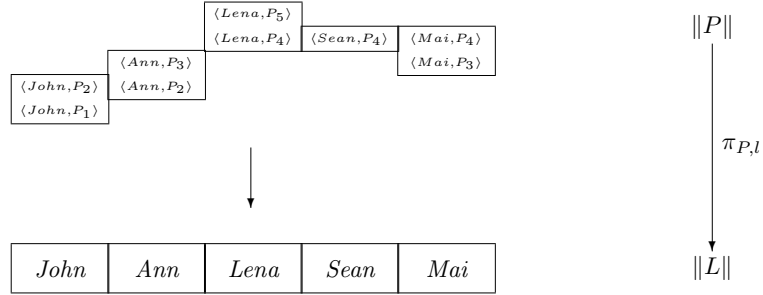 ⟨Lena,P₅⟩
⟨Lena,P₄⟩ ⟨Sean,P₄⟩ ⟨Mai,P₄⟩ ‖P‖
⟨Ann,P₃⟩ ⟨Mai,P₃⟩
⟨John,P₂⟩ ⟨Ann,P₂⟩
⟨John,P₁⟩
π_{P,l}
John Ann Lena Sean Mai ‖L‖